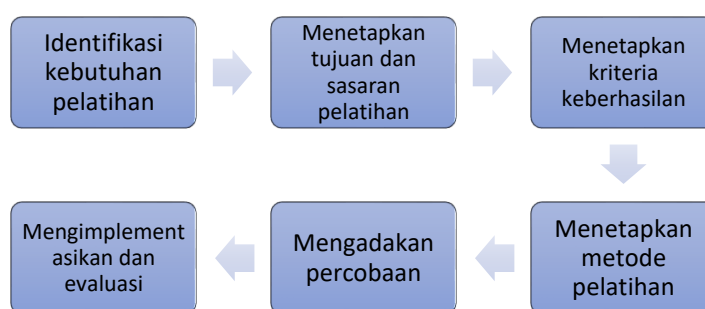 Identifikasi
kebutuhan
pelatihan
Menetapkan
tujuan dan
sasaran
pelatihan
Menetapkan
kriteria
keberhasilan
Menetapkan
metode
pelatihan
Mengadakan
percobaan
Mengimplement
asikan dan
evaluasi